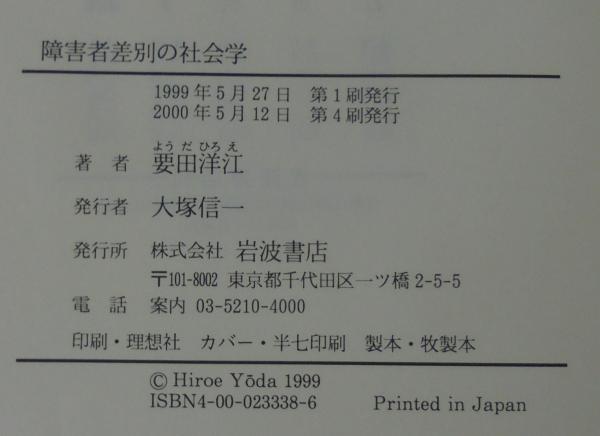 障害者差別の社会学
1999年5月27日 第1刷発行
2000年5月12日 第4刷発行
よう だ ひろ え
著者 要田洋江
発行者 大塚信一
発行所 株式会社 岩波書店
〒101-8002 東京都千代田区一ツ橋2-5-5
電話 案内 03-5210-4000
印刷・理想社 カバー・半七印刷 製本・牧製本
© Hiroe Yōda 1999
ISBN4-00-023338-6 Printed in Japan